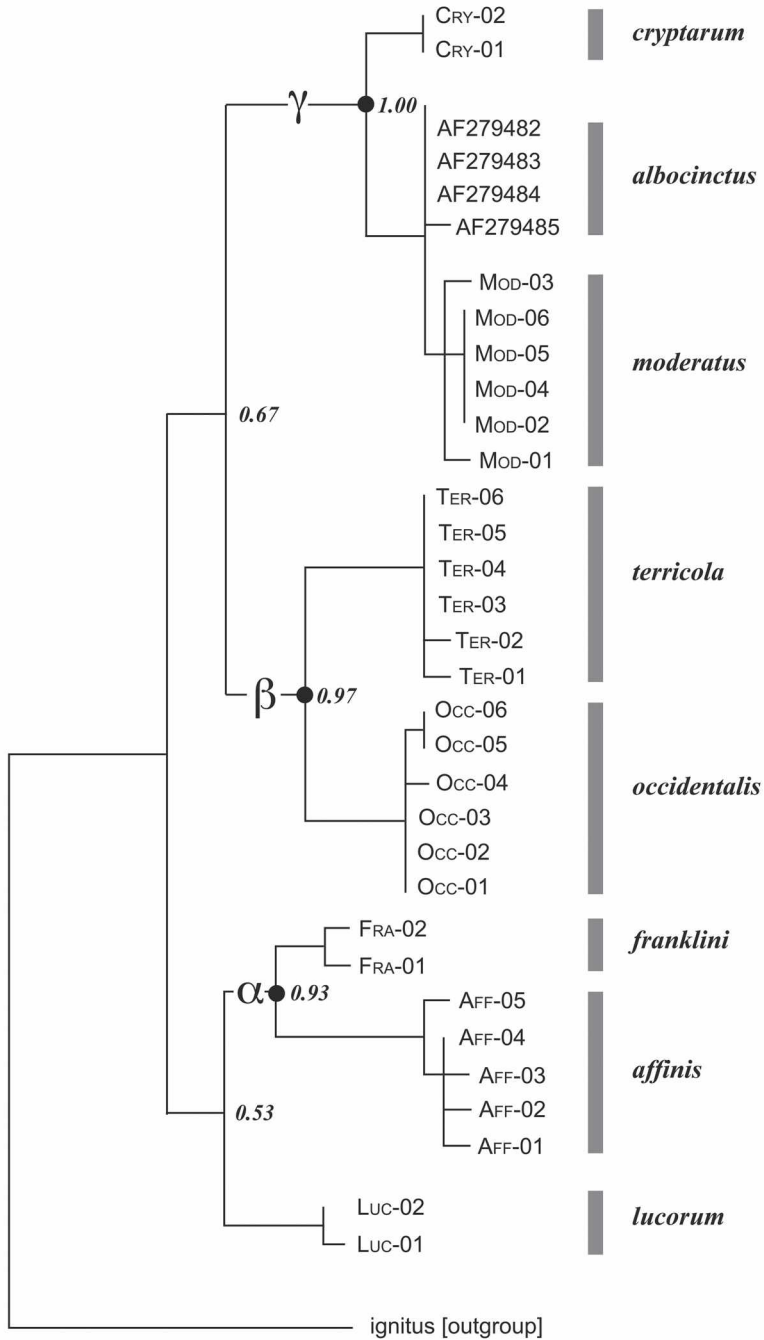 CRY-02
CRY-01
cryptarum
γ
1.00
AF279482
AF279483
AF279484
AF279485
albocinctus
MOD-03
MOD-06
MOD-05
MOD-04
MOD-02
MOD-01
moderatus
0.67
TER-06
TER-05
TER-04
TER-03
TER-02
TER-01
terricola
β
0.97
OCC-06
OCC-05
OCC-04
OCC-03
OCC-02
OCC-01
occidentalis
FRA-02
FRA-01
franklini
α
0.93
AFF-05
AFF-04
AFF-03
AFF-02
AFF-01
affinis
0.53
LUC-02
LUC-01
lucorum
ignitus [outgroup]